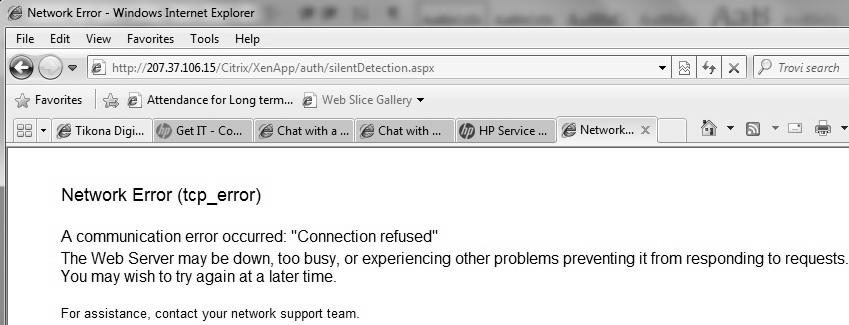 Network Error - Windows Internet Explorer
File Edit View Favorites Tools Help
http://207.37.106.15/Citrix/XenApp/auth/silentDetection.aspx
Trovi search
Favorites Attendance for Long term... Web Slice Gallery
Tikona Digi... Get IT - Co... Chat with a ... Chat with ... HP Service ... Network...
Network Error (tcp_error)
A communication error occurred: "Connection refused"
The Web Server may be down, too busy, or experiencing other problems preventing it from responding to requests.
You may wish to try again at a later time.
For assistance, contact your network support team.